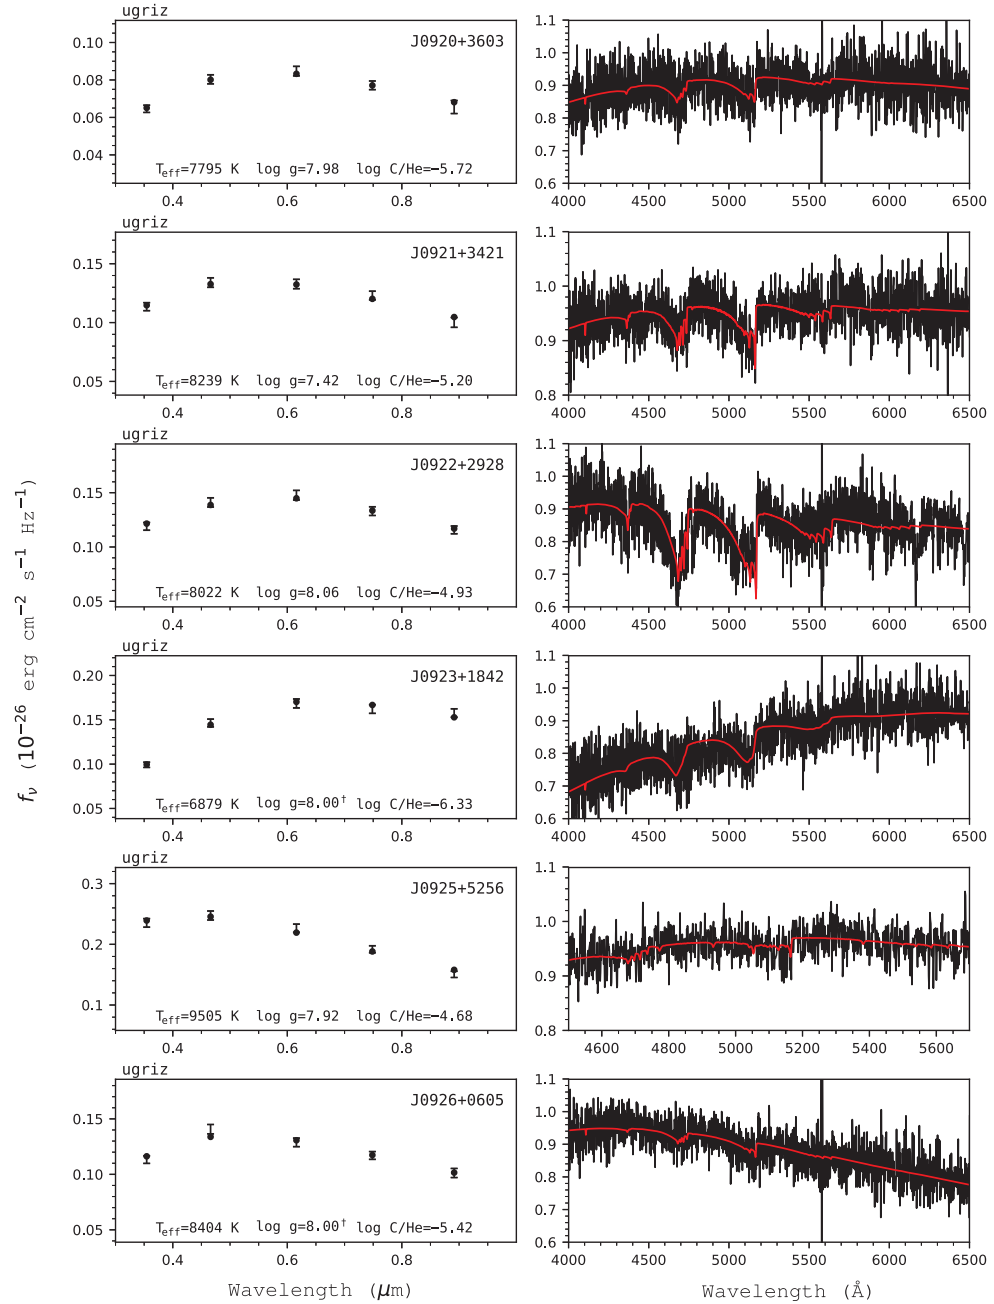 ugriz
J0920+3603
0.10
0.08
0.06
0.04
T_eff=7795 K log g=7.98 log C/He=−5.72
0.4 0.6 0.8
1.1
1.0
0.9
0.8
0.7
0.6
4000 4500 5000 5500 6000 6500
ugriz
J0921+3421
0.15
0.10
0.05
T_eff=8239 K log g=7.42 log C/He=−5.20
0.4 0.6 0.8
1.1
1.0
0.9
0.8
4000 4500 5000 5500 6000 6500
ugriz
J0922+2928
0.15
0.10
0.05
T_eff=8022 K log g=8.06 log C/He=−4.93
0.4 0.6 0.8
1.1
1.0
0.9
0.8
0.7
0.6
4000 4500 5000 5500 6000 6500
f_ν (10^−26 erg cm^−2 s^−1 Hz^−1)
ugriz
J0923+1842
0.20
0.15
0.10
0.05
T_eff=6879 K log g=8.00† log C/He=−6.33
0.4 0.6 0.8
1.1
1.0
0.9
0.8
0.7
0.6
4000 4500 5000 5500 6000 6500
ugriz
J0925+5256
0.3
0.2
0.1
T_eff=9505 K log g=7.92 log C/He=−4.68
0.4 0.6 0.8
1.1
1.0
0.9
0.8
4600 4800 5000 5200 5400 5600
ugriz
J0926+0605
0.15
0.10
0.05
T_eff=8404 K log g=8.00† log C/He=−5.42
0.4 0.6 0.8
1.1
1.0
0.9
0.8
0.7
0.6
4000 4500 5000 5500 6000 6500
Wavelength (μm)
Wavelength (Å)